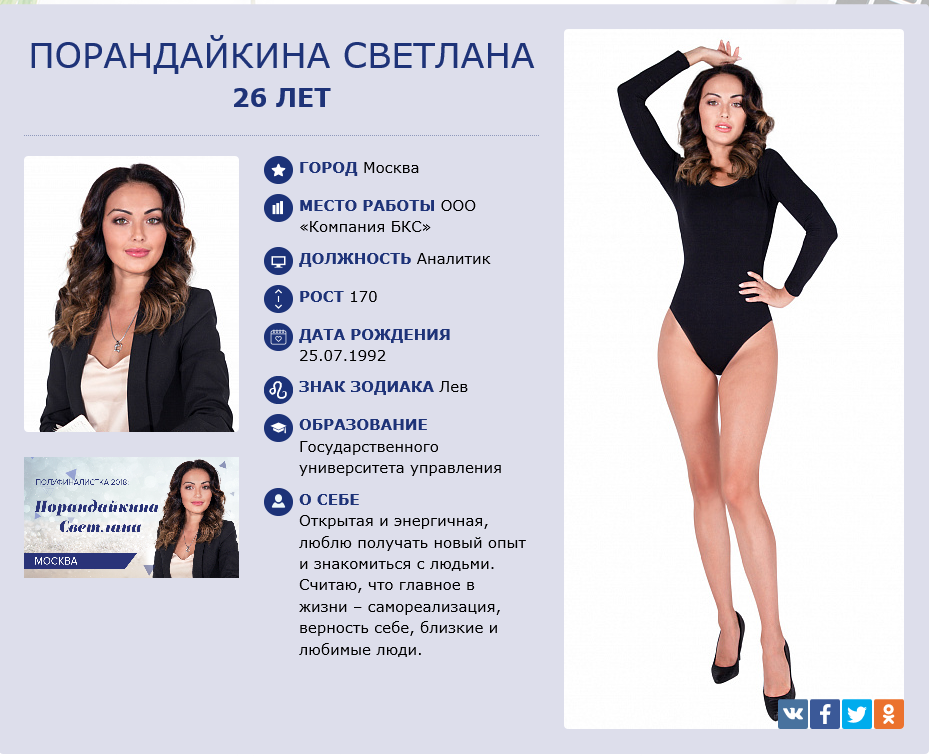 ПОРАНДАЙКИНА СВЕТЛАНА
26 ЛЕТ
ГОРОД Москва
МЕСТО РАБОТЫ ООО
«Компания БКС»
ДОЛЖНОСТЬ Аналитик
РОСТ 170
ДАТА РОЖДЕНИЯ
25.07.1992
ЗНАК ЗОДИАКА Лев
ОБРАЗОВАНИЕ
Государственного
университета управления
О СЕБЕ
Открытая и энергичная,
люблю получать новый опыт
и знакомиться с людьми.
Считаю, что главное в
жизни – самореализация,
верность себе, близкие и
любимые люди.
ПОЛУФИНАЛИСТКА 2018:
Порандайкина
Светлана
МОСКВА